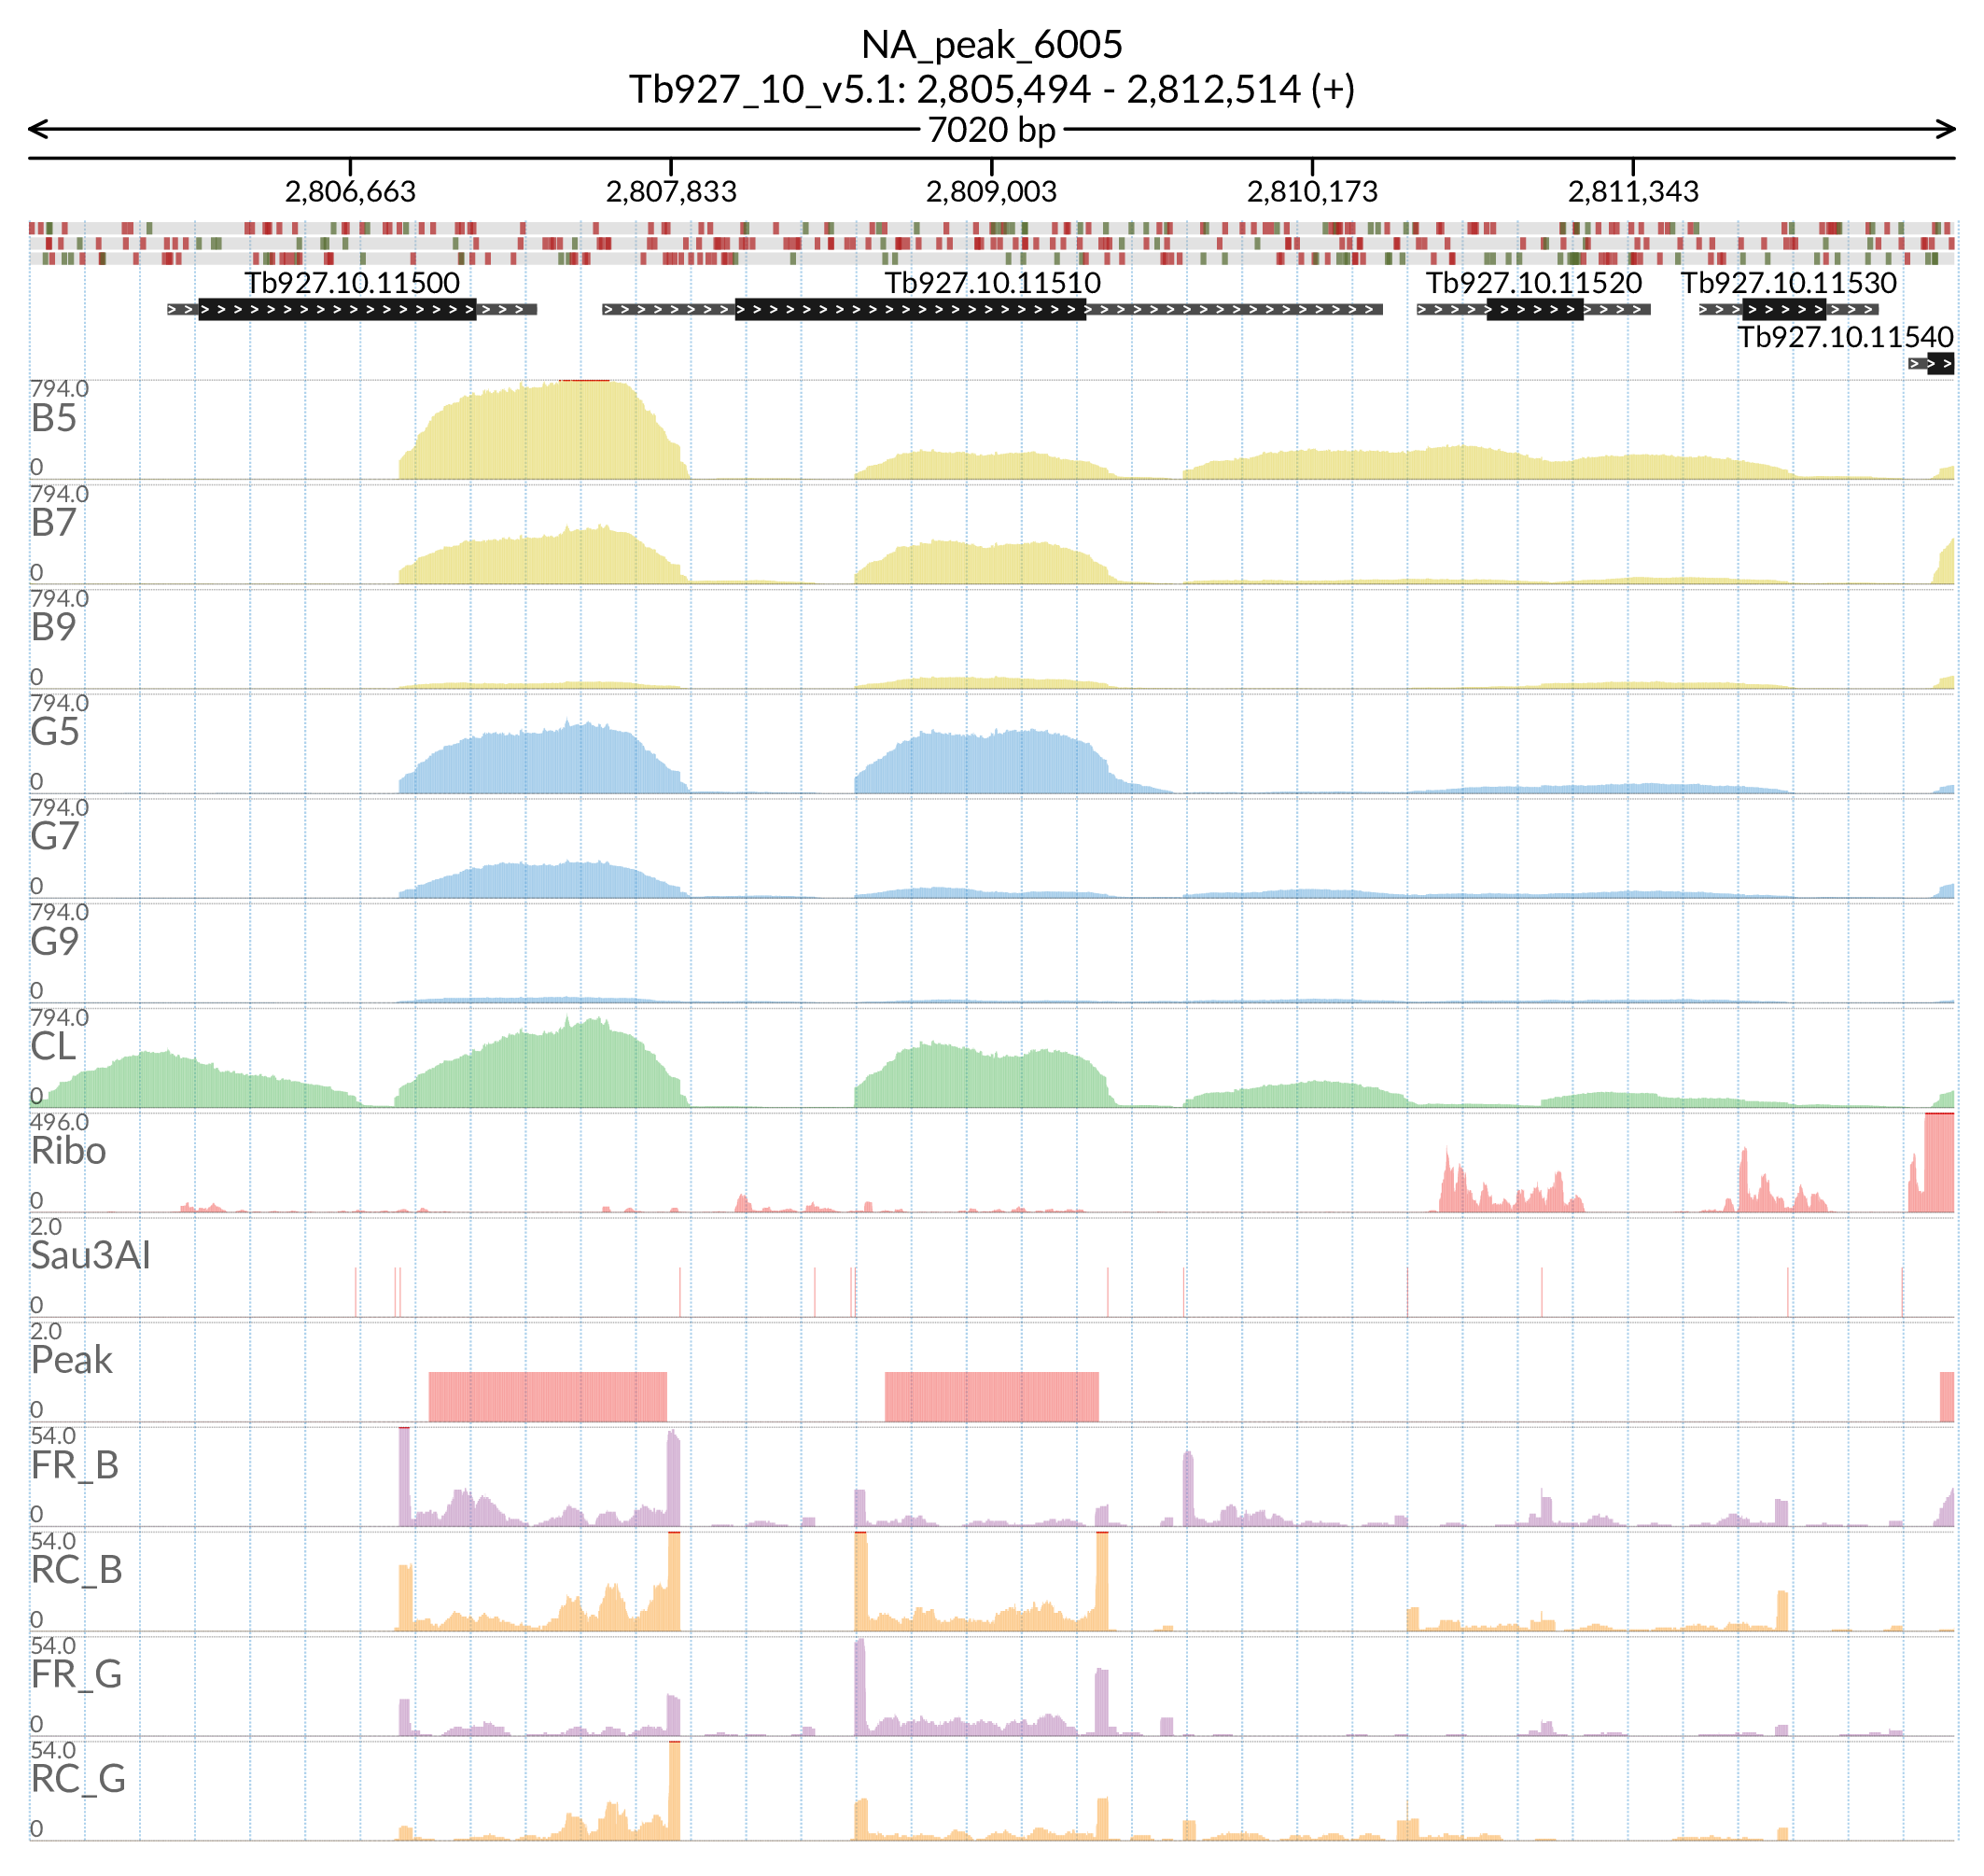 NA_peak_6005
Tb927_10_v5.1: 2,805,494 - 2,812,514 (+)
7020 bp
2,806,663 2,807,833 2,809,003 2,810,173 2,811,343
Tb927.10.11500 Tb927.10.11510 Tb927.10.11520 Tb927.10.11530
Tb927.10.11540
794.0
B5
0
794.0
B7
0
794.0
B9
0
794.0
G5
0
794.0
G7
0
794.0
G9
0
794.0
CL
0
496.0
Ribo
0
2.0
Sau3AI
0
2.0
Peak
0
54.0
FR_B
0
54.0
RC_B
0
54.0
FR_G
0
54.0
RC_G
0